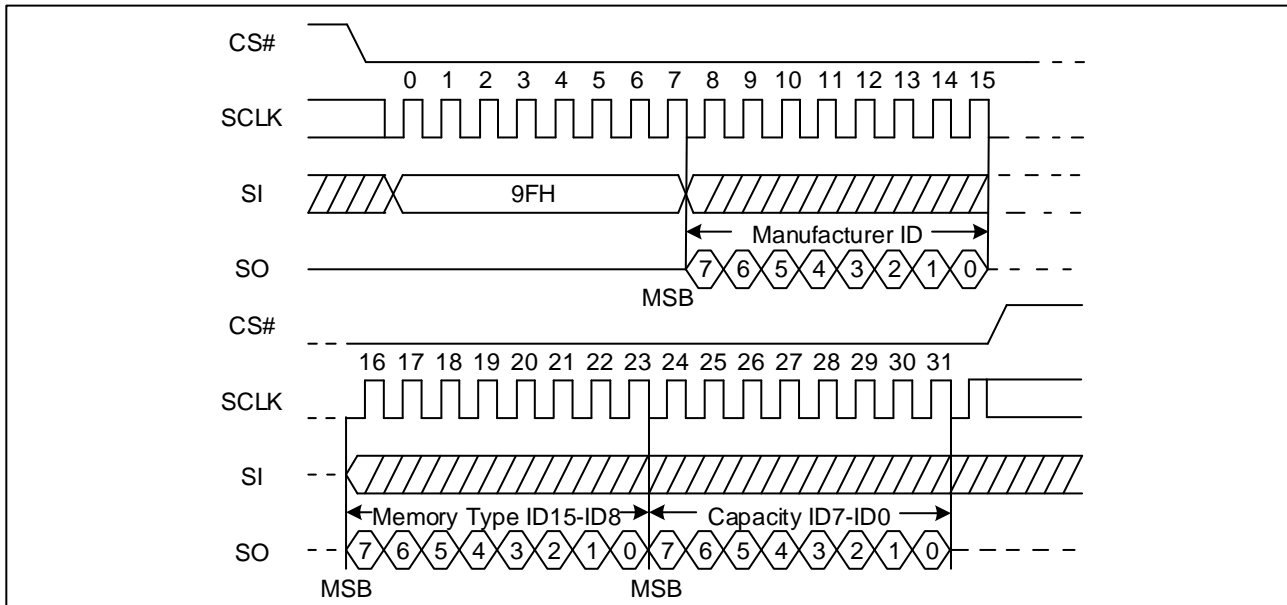 CS#
0 1 2 3 4 5 6 7 8 9 10 11 12 13 14 15
SCLK
SI 9FH
Manufacturer ID
SO 7 6 5 4 3 2 1 0
MSB
CS#
16 17 18 19 20 21 22 23 24 25 26 27 28 29 30 31
SCLK
SI
Memory Type ID15-ID8 Capacity ID7-ID0
SO 7 6 5 4 3 2 1 0 7 6 5 4 3 2 1 0
MSB MSB